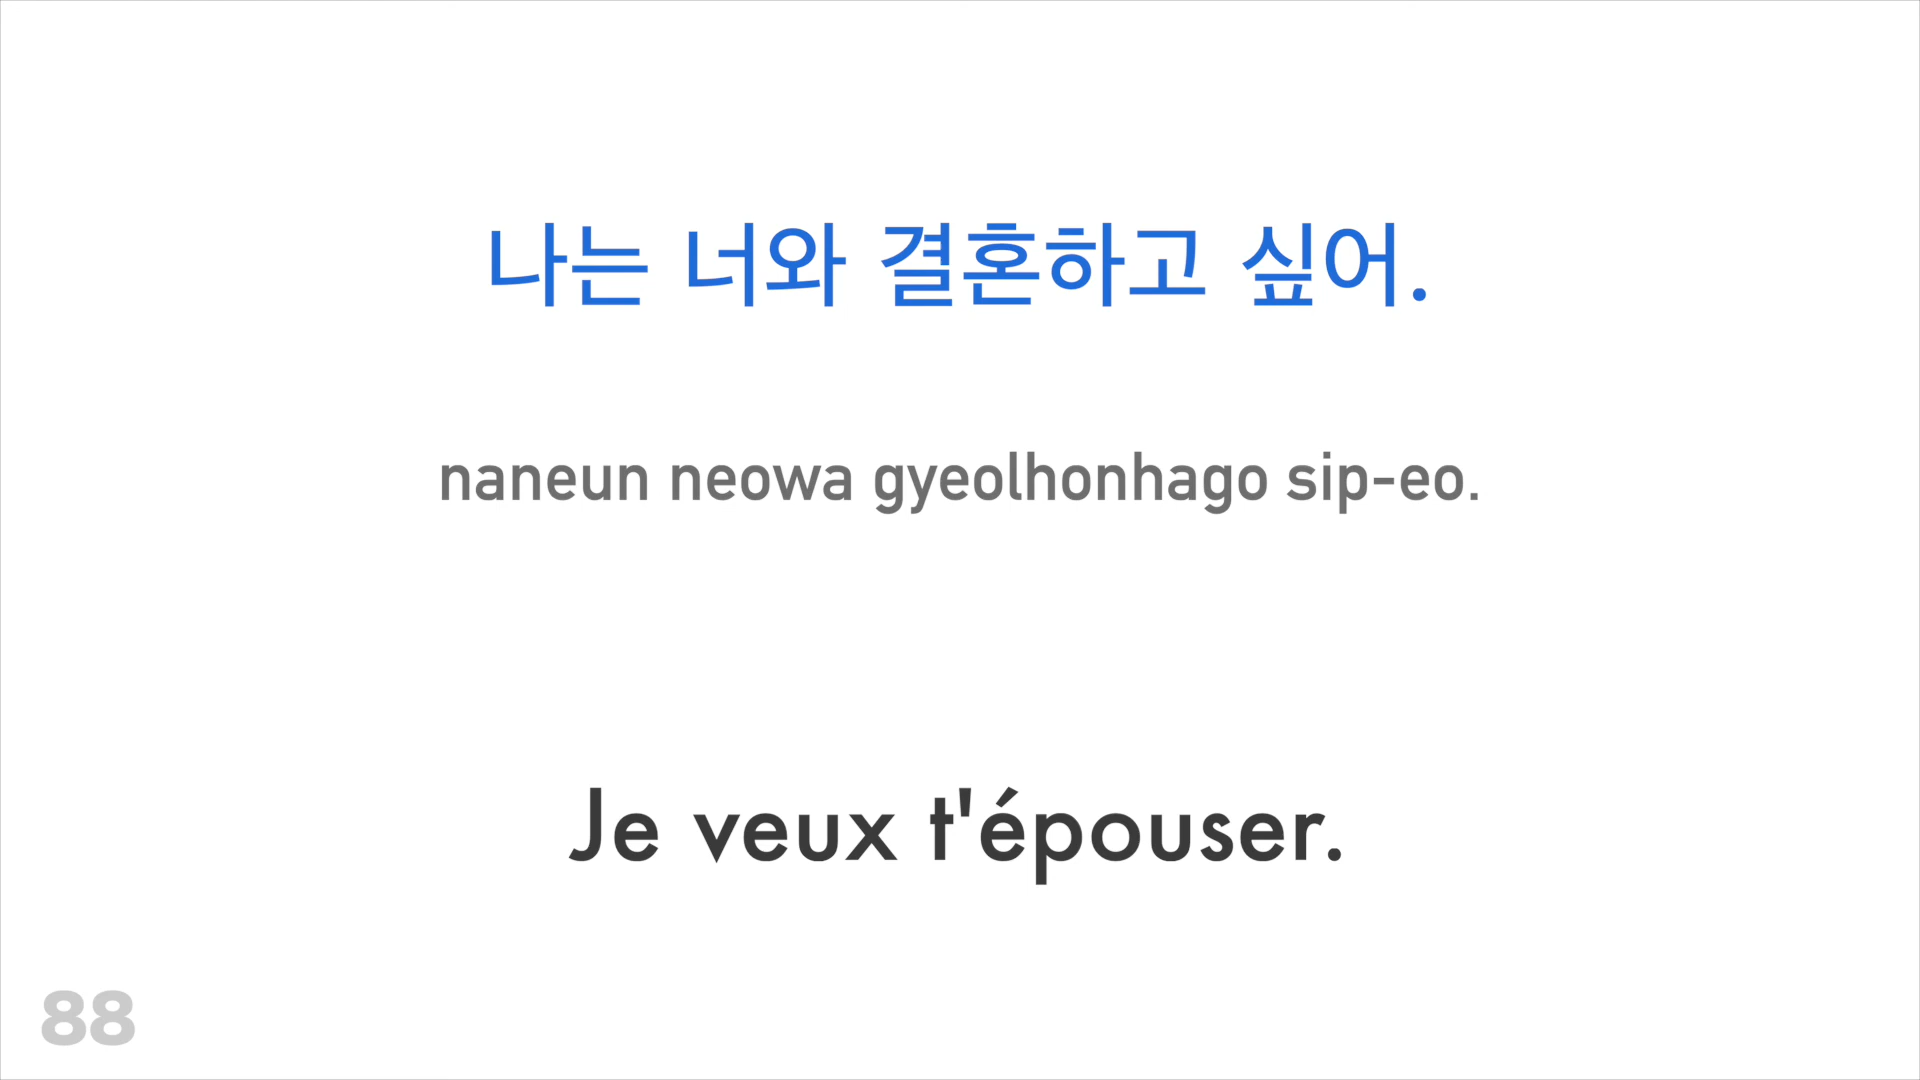 나는 너와 결혼하고 싶어.
naneun neowa gyeolhonhago sip-eo.
Je veux t'épouser.
88